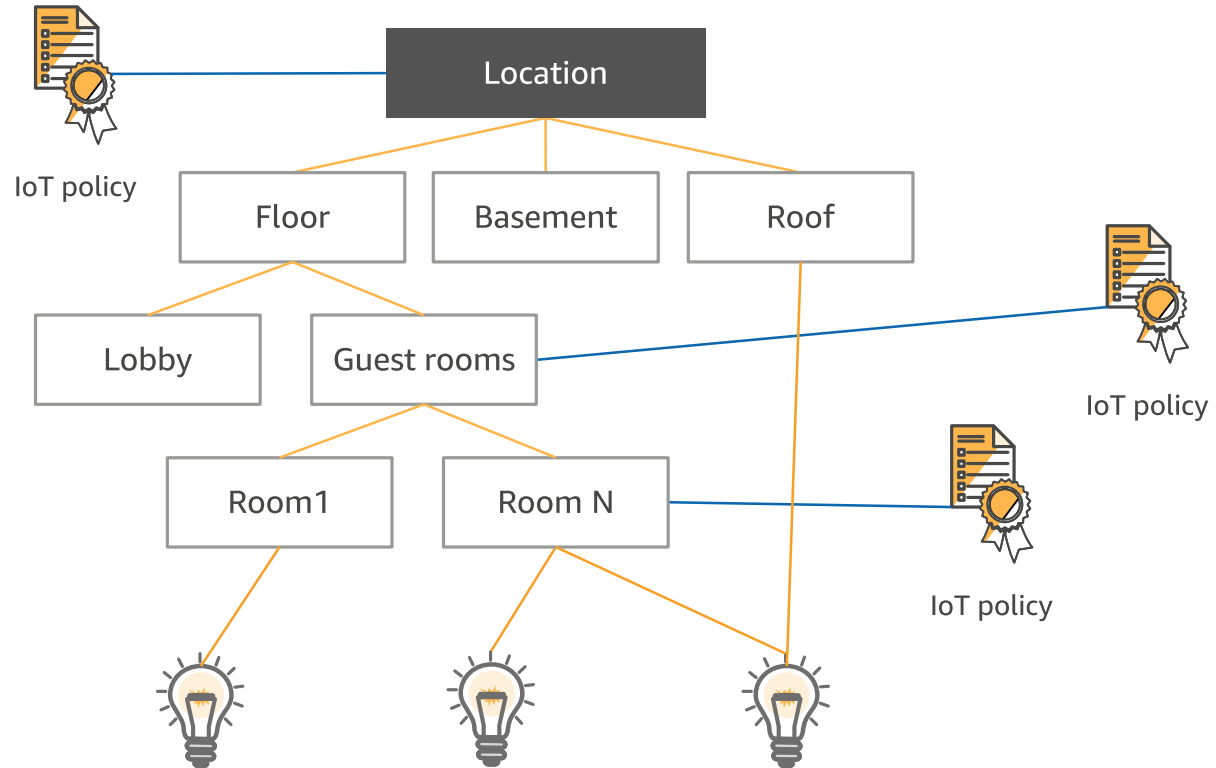 Location
IoT policy
Floor
Basement
Roof
Lobby
Guest rooms
IoT policy
Room1
Room N
IoT policy